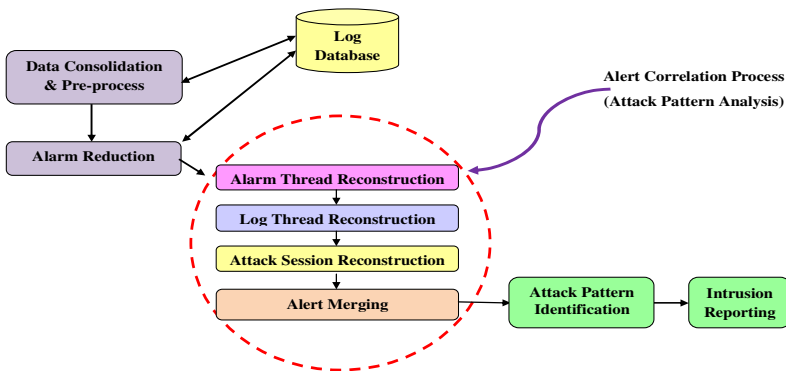 Log
Database
Data Consolidation
& Pre-process
Alert Correlation Process
(Attack Pattern Analysis)
Alarm Reduction
Alarm Thread Reconstruction
Log Thread Reconstruction
Attack Session Reconstruction
Alert Merging
Attack Pattern
Identification
Intrusion
Reporting